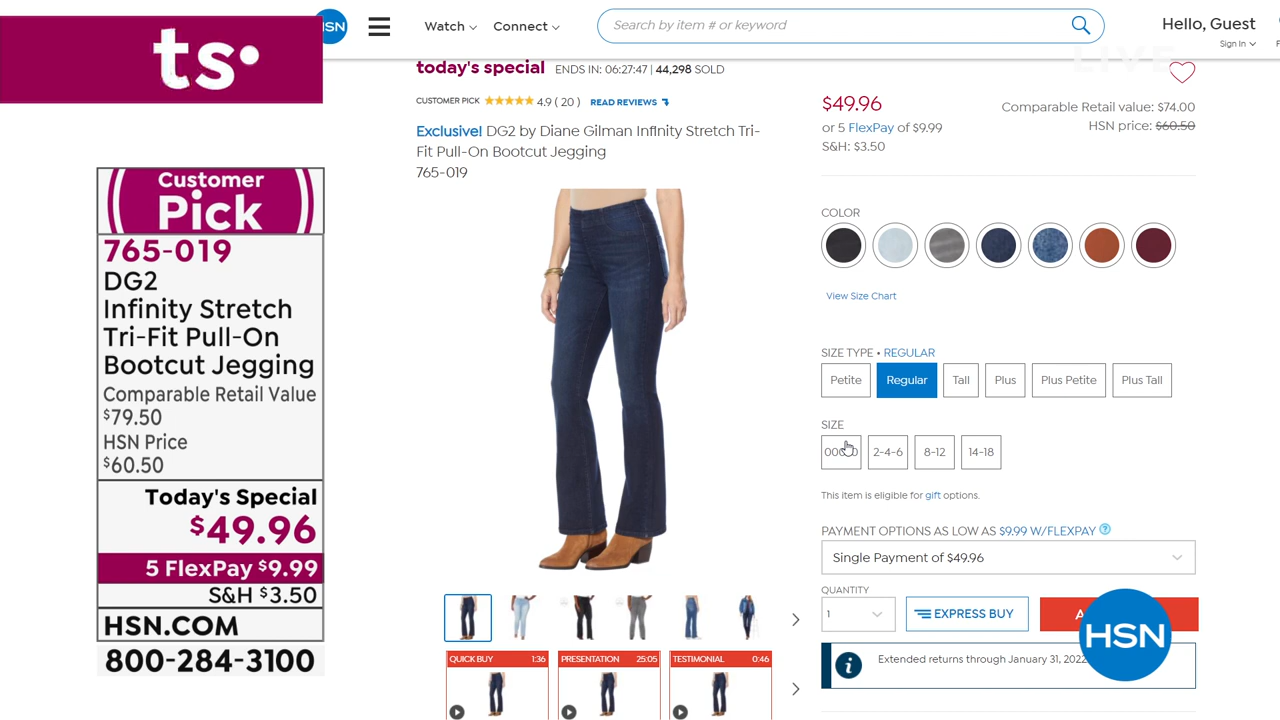 ts.
HSN
Watch
Connect
Search by item # or keyword
Hello, Guest
Sign In
LIVE
today's special ENDS IN: 06:27:47 | 44,298 SOLD
CUSTOMER PICK 4.9 ( 20 ) READ REVIEWS
Exclusive! DG2 by Diane Gilman Infinity Stretch Tri-
Fit Pull-On Bootcut Jegging
765-019
$49.96
or 5 FlexPay of $9.99
S&H: $3.50
Comparable Retail value: $74.00
HSN price: $60.50
COLOR
View Size Chart
SIZE TYPE • REGULAR
Petite
Regular
Tall
Plus
Plus Petite
Plus Tall
SIZE
2-4-6
8-12
14-18
This item is eligible for gift options.
PAYMENT OPTIONS AS LOW AS $9.99 W/FLEXPAY ?
Single Payment of $49.96
QUANTITY
1
EXPRESS BUY
HSN
Extended returns through January 31, 2022
QUICK BUY 1:36
PRESENTATION 25:05
TESTIMONIAL 0:46
Customer
Pick
765-019
DG2
Infinity Stretch
Tri-Fit Pull-On
Bootcut Jegging
Comparable Retail Value
$79.50
HSN Price
$60.50
Today's Special
$49.96
5 FlexPay $9.99
S&H $3.50
HSN.COM
800-284-3100